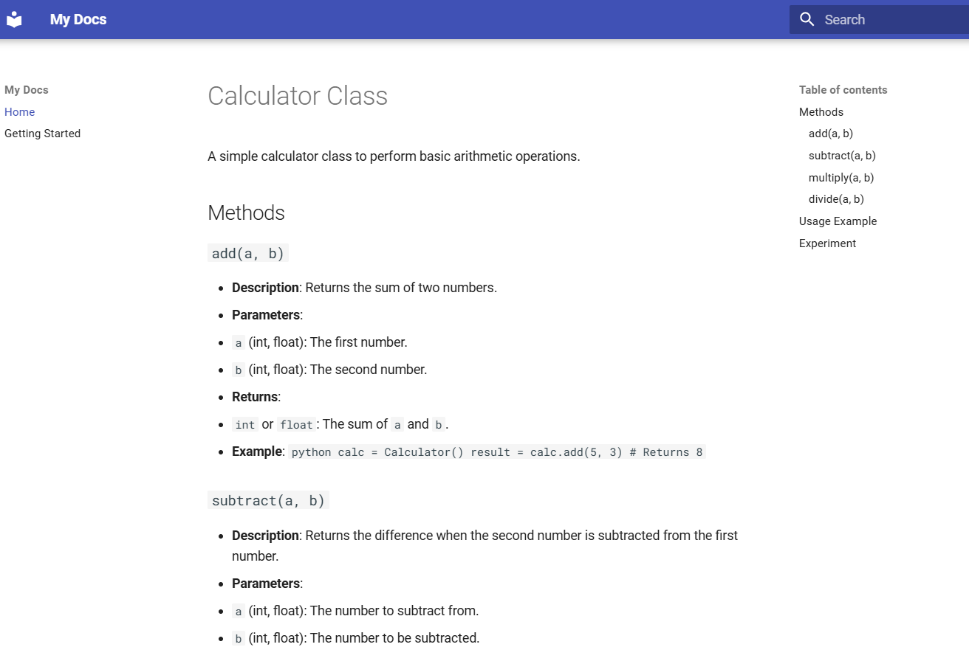 My Docs
Search
My Docs
Home
Getting Started
Calculator Class
A simple calculator class to perform basic arithmetic operations.
Methods
add(a, b)
Description: Returns the sum of two numbers.
Parameters:
a (int, float): The first number.
b (int, float): The second number.
Returns:
int or float: The sum of a and b.
Example: python calc = Calculator() result = calc.add(5, 3) # Returns 8
subtract(a, b)
Description: Returns the difference when the second number is subtracted from the first
number.
Parameters:
a (int, float): The number to subtract from.
b (int, float): The number to be subtracted.
Table of contents
Methods
add(a, b)
subtract(a, b)
multiply(a, b)
divide(a, b)
Usage Example
Experiment